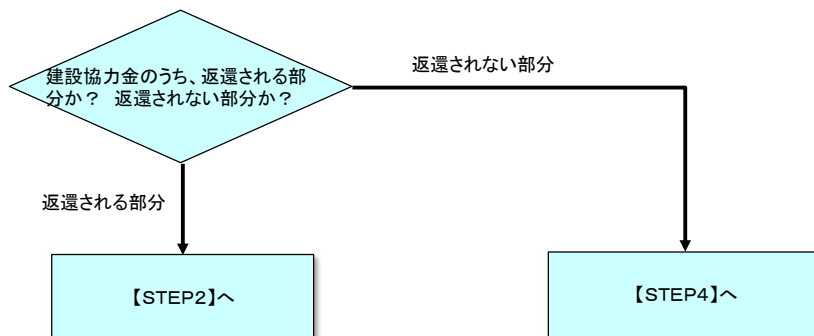 建設協力金のうち、返還される部
分か？　返還されない部分か？
返還されない部分
返還される部分
【STEP2】へ
【STEP4】へ